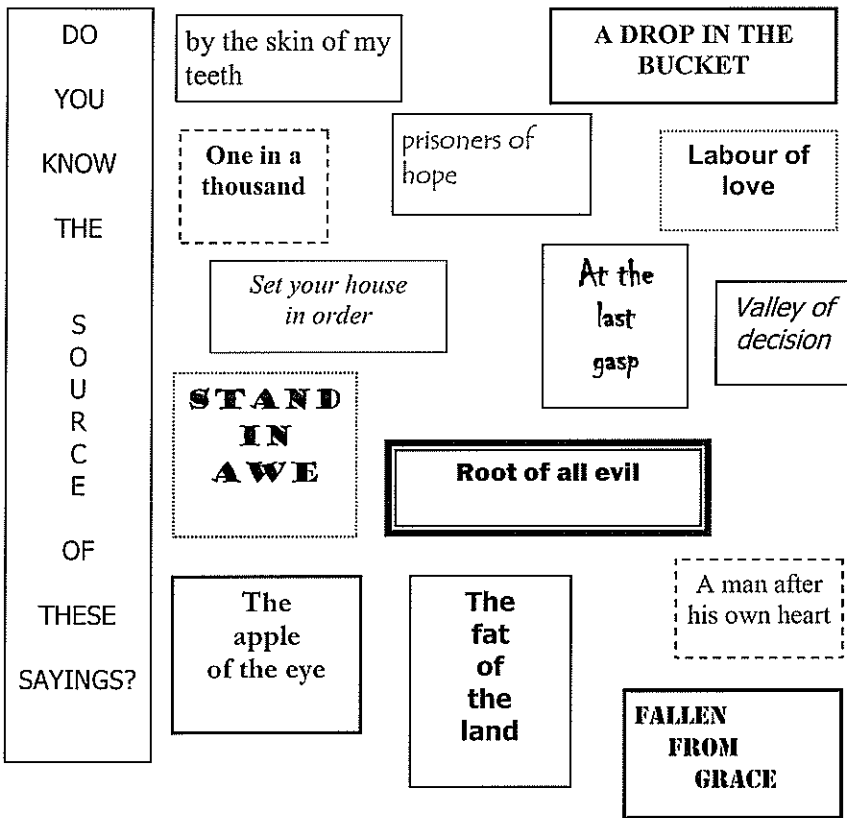 DO
YOU
KNOW
THE
S
O
U
R
C
E
OF
THESE
SAYINGS?
by the skin of my
teeth
A DROP IN THE
BUCKET
One in a
thousand
prisoners of
hope
Labour of
love
Set your house
in order
At the
last
gasp
Valley of
decision
STAND
IN
AWE
Root of all evil
The
apple
of the eye
The
fat
of
the
land
A man after
his own heart
FALLEN
FROM
GRACE